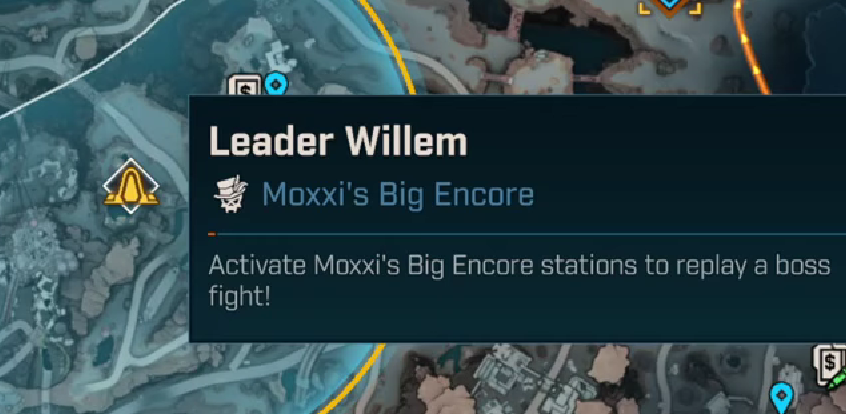 Leader Willem
Moxxi's Big Encore
Activate Moxxi's Big Encore stations to replay a boss
fight!
$
$